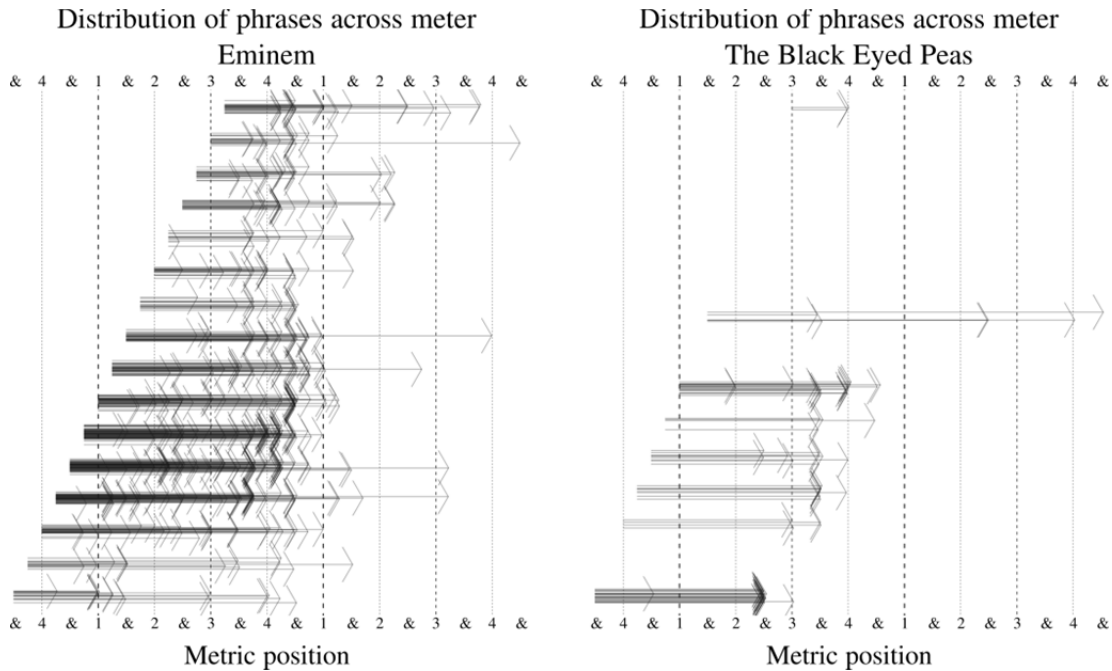 Distribution of phrases across meter
Eminem
& 4 & 1 & 2 & 3 & 4 & 1 & 2 & 3 & 4 &
& 4 & 1 & 2 & 3 & 4 & 1 & 2 & 3 & 4 &
Metric position
Distribution of phrases across meter
The Black Eyed Peas
& 4 & 1 & 2 & 3 & 4 & 1 & 2 & 3 & 4 &
& 4 & 1 & 2 & 3 & 4 & 1 & 2 & 3 & 4 &
Metric position